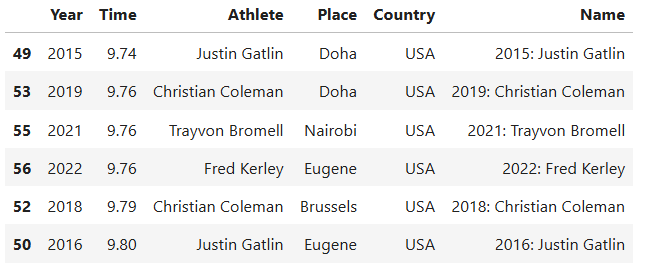 Year Time Athlete Place Country Name
49 2015 9.74 Justin Gatlin Doha USA 2015: Justin Gatlin
53 2019 9.76 Christian Coleman Doha USA 2019: Christian Coleman
55 2021 9.76 Trayvon Bromell Nairobi USA 2021: Trayvon Bromell
56 2022 9.76 Fred Kerley Eugene USA 2022: Fred Kerley
52 2018 9.79 Christian Coleman Brussels USA 2018: Christian Coleman
50 2016 9.80 Justin Gatlin Eugene USA 2016: Justin Gatlin